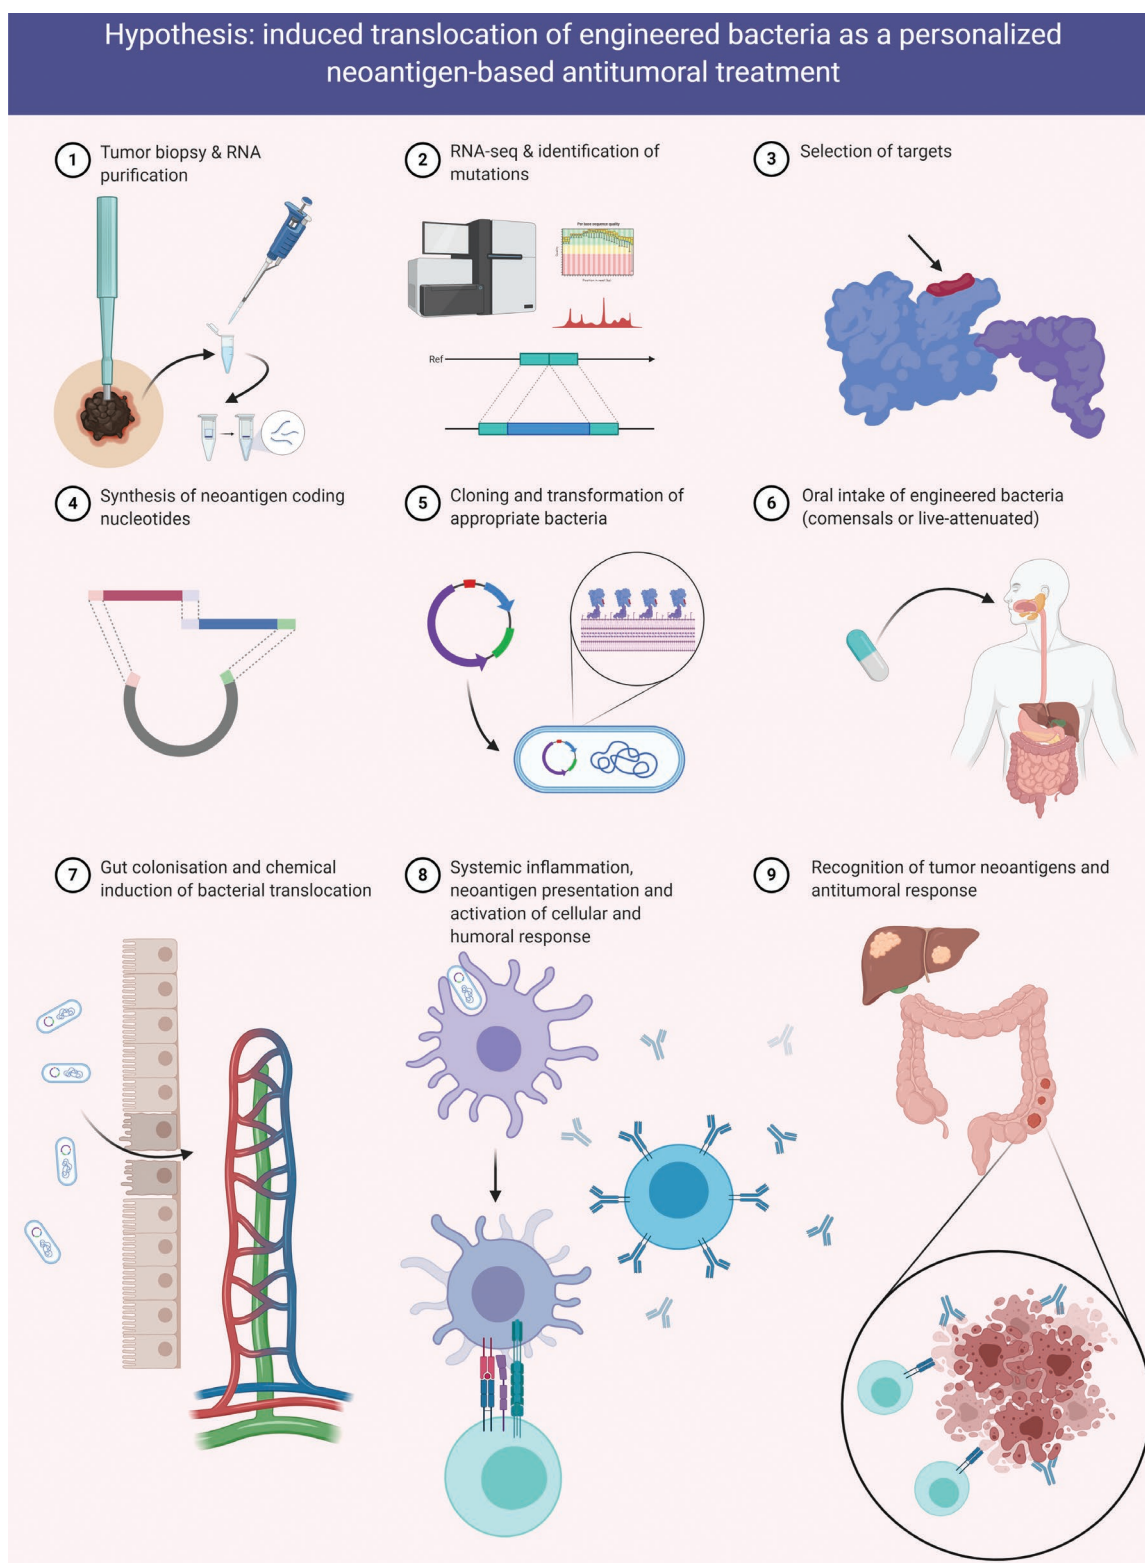 Hypothesis: induced translocation of engineered bacteria as a personalized
neoantigen-based antitumoral treatment
1 Tumor biopsy & RNA
purification
2 RNA-seq & identification of
mutations
3 Selection of targets
Per base sequence quality
Ref
4 Synthesis of neoantigen coding
nucleotides
5 Cloning and transformation of
appropriate bacteria
6 Oral intake of engineered bacteria
(comensals or live-attenuated)
7 Gut colonisation and chemical
induction of bacterial translocation
8 Systemic inflammation,
neoantigen presentation and
activation of cellular and
humoral response
9 Recognition of tumor neoantigens and
antitumoral response